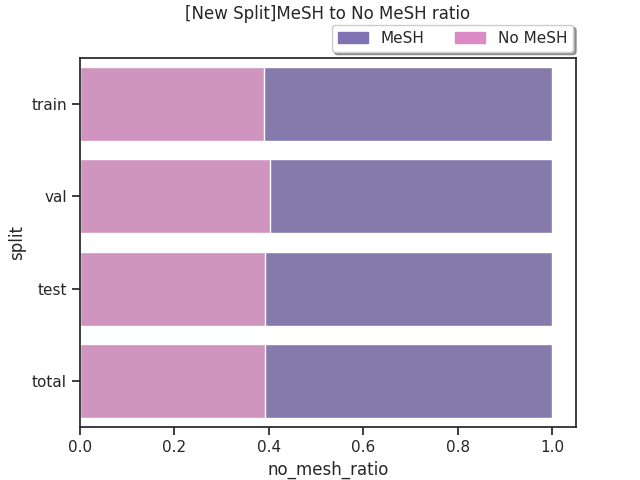 [New Split]MeSH to No MeSH ratio
MeSH No MeSH
train
val
test
total
split
0.0 0.2 0.4 0.6 0.8 1.0
no_mesh_ratio